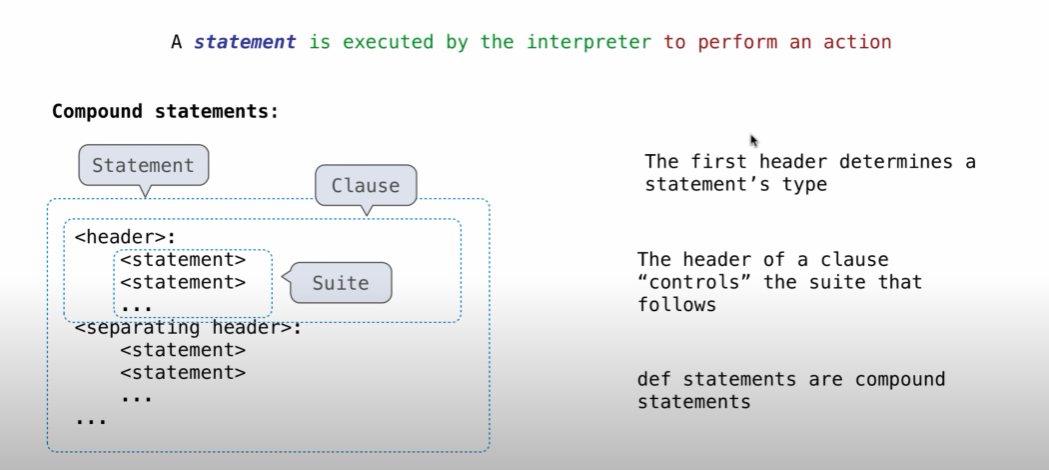 A statement is executed by the interpreter to perform an action
Compound statements:
Statement
Clause
<header>:
<statement>
<statement>
...
Suite
<separating header>:
<statement>
<statement>
...
...
The first header determines a
statement’s type
The header of a clause
“controls” the suite that
follows
def statements are compound
statements